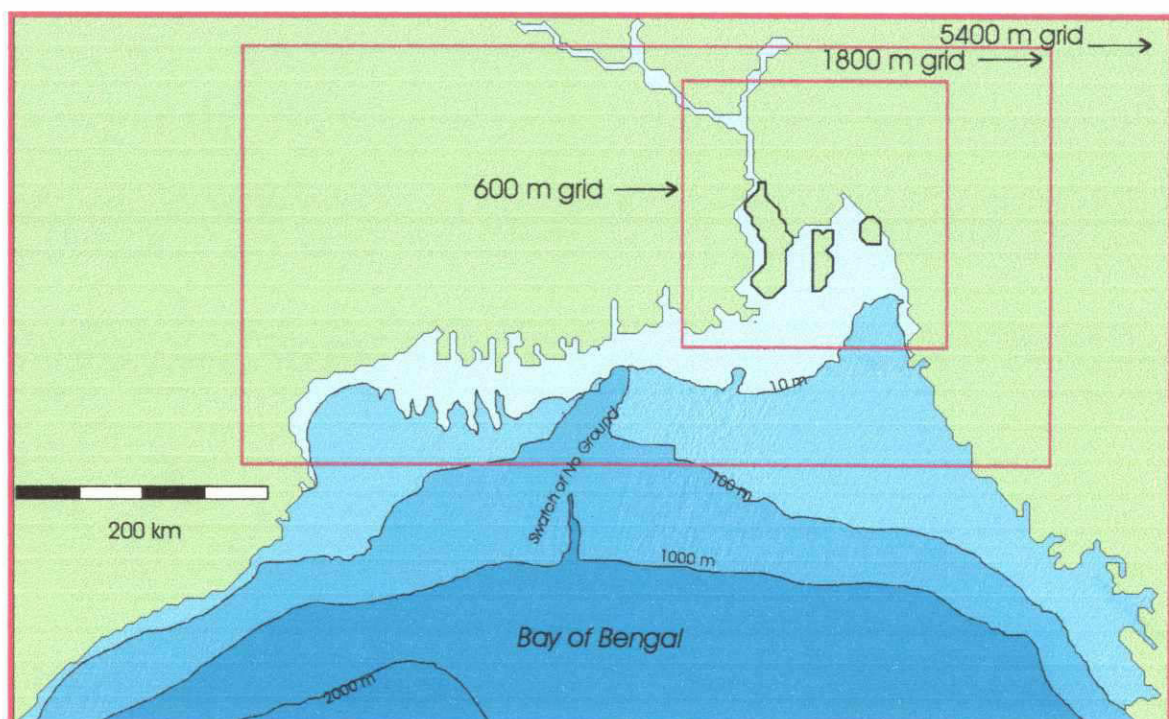 5400 m grid
1800 m grid
600 m grid
10 m
Swatch of No Ground
100 m
200 km
1000 m
Bay of Bengal
2000 m